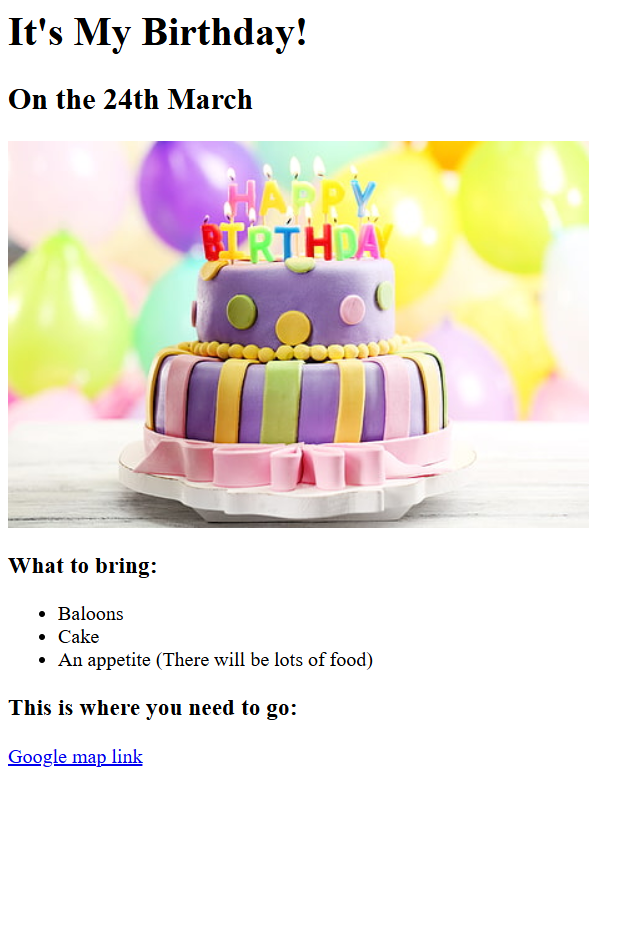 It's My Birthday!
On the 24th March
HAPPY
BIRTHDAY
What to bring:
Baloons
Cake
An appetite (There will be lots of food)
This is where you need to go:
Google map link